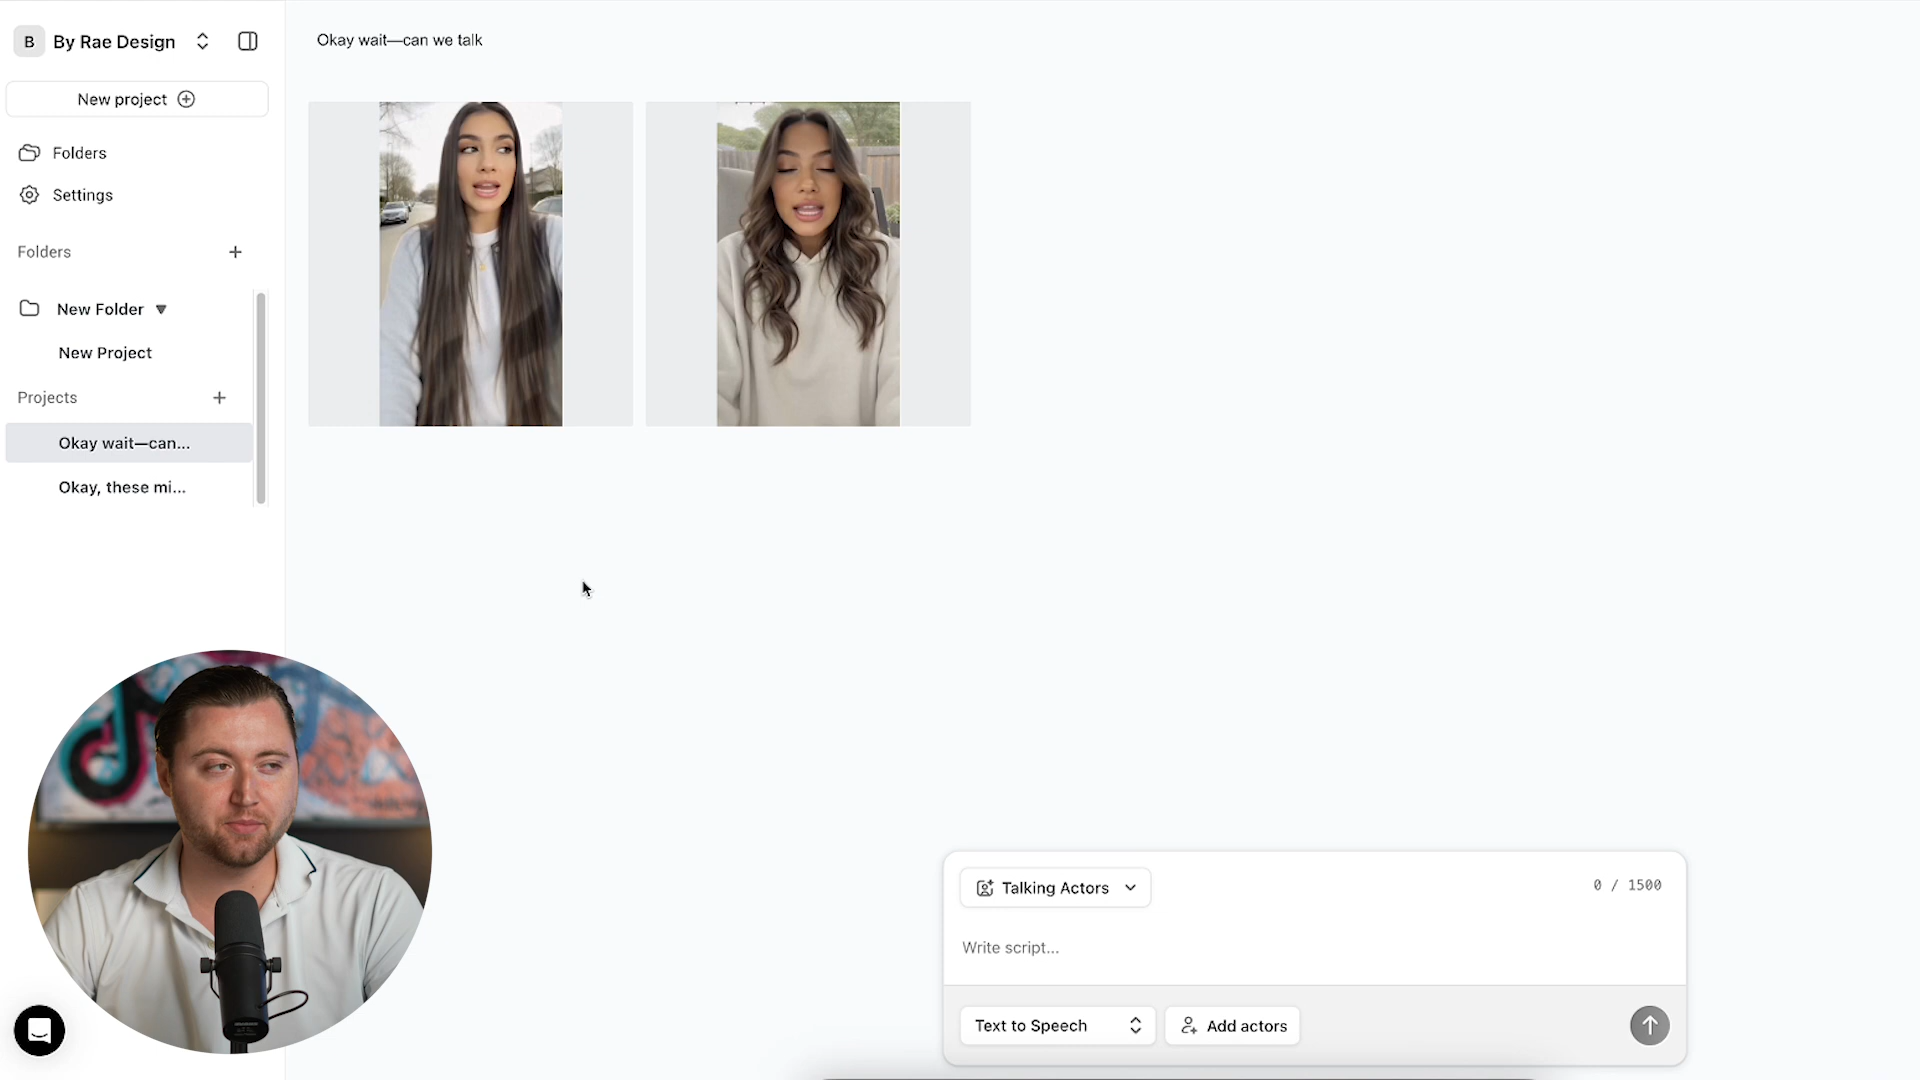 B By Rae Design
New project
Folders
Settings
Folders
New Folder
New Project
Projects
Okay wait—can...
Okay, these mi...
Okay wait—can we talk
Talking Actors
0 / 1500
Write script...
Text to Speech
Add actors